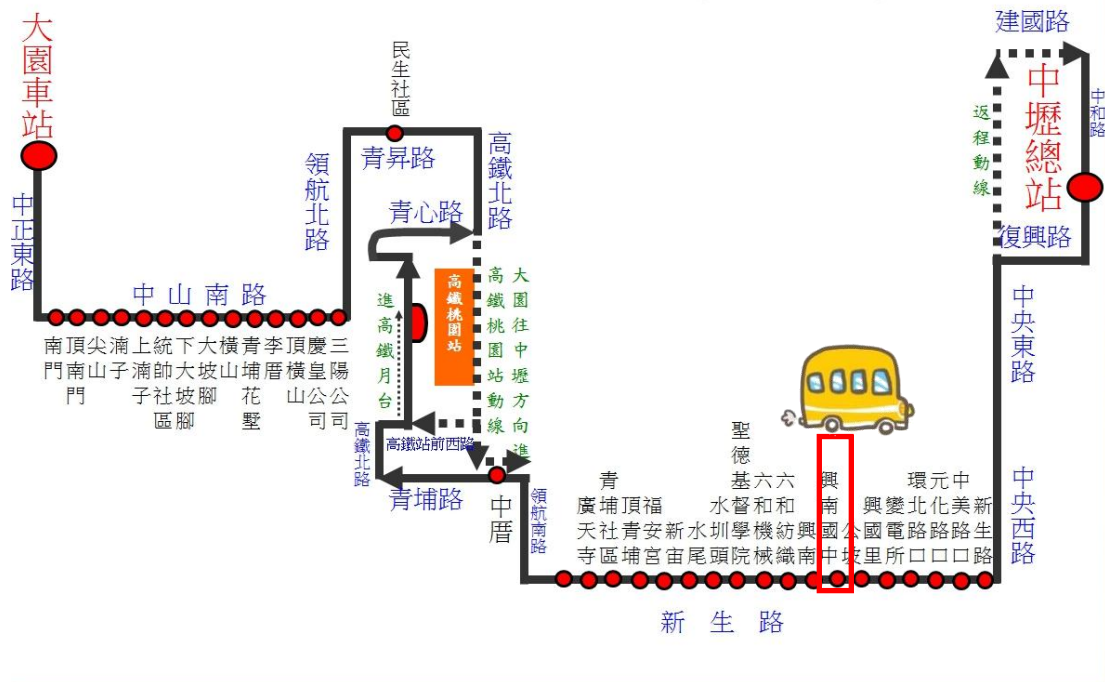 大園車站
中正東路
中山南路
南門
頂南門
尖山
湳子
上湳子
統帥社區
下大坡腳
大坡腳
橫山
青埔花墅
李厝
頂橫山
慶皇公司
三陽公司
領航北路
民生社區
青昇路
高鐵北路
青心路
高鐵桃園站
進高鐵月台
大園往中壢方向進
高鐵桃園站動線
高鐵站前西路
高鐵北路
青埔路
中厝
領航南路
廣天寺
青埔社區
頂青埔
福安宮
新宙
水尾
水圳頭
聖德基督學院
六和機械
六和紡織
興南
興南國中
公坡
興國里
變電所
環北路口
元化路口
中美路口
新生路
新生路
中央西路
中央東路
復興路
返程動線
建國路
中和路
中壢總站